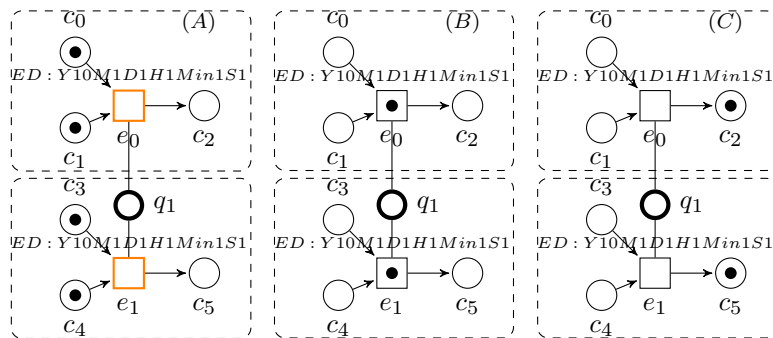 c0 (A) c0 (B) c0 (C)
ED : Y10M1D1H1Min1S1 ED : Y10M1D1H1Min1S1 ED : Y10M1D1H1Min1S1
c1 e0 c2 c1 e0 c2 c1 e0 c2
c3 c3 c3
q1 q1 q1
ED : Y10M1D1H1Min1S1 ED : Y10M1D1H1Min1S1 ED : Y10M1D1H1Min1S1
c4 e1 c5 c4 e1 c5 c4 e1 c5